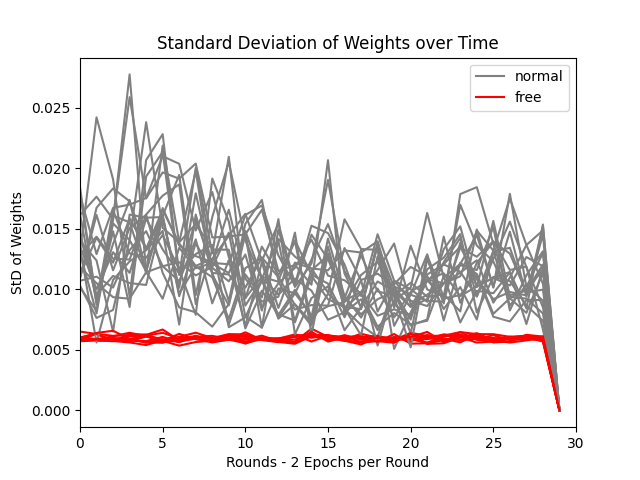 Standard Deviation of Weights over Time
normal
free
StD of Weights
0.025
0.020
0.015
0.010
0.005
0.000
0 5 10 15 20 25 30
Rounds - 2 Epochs per Round